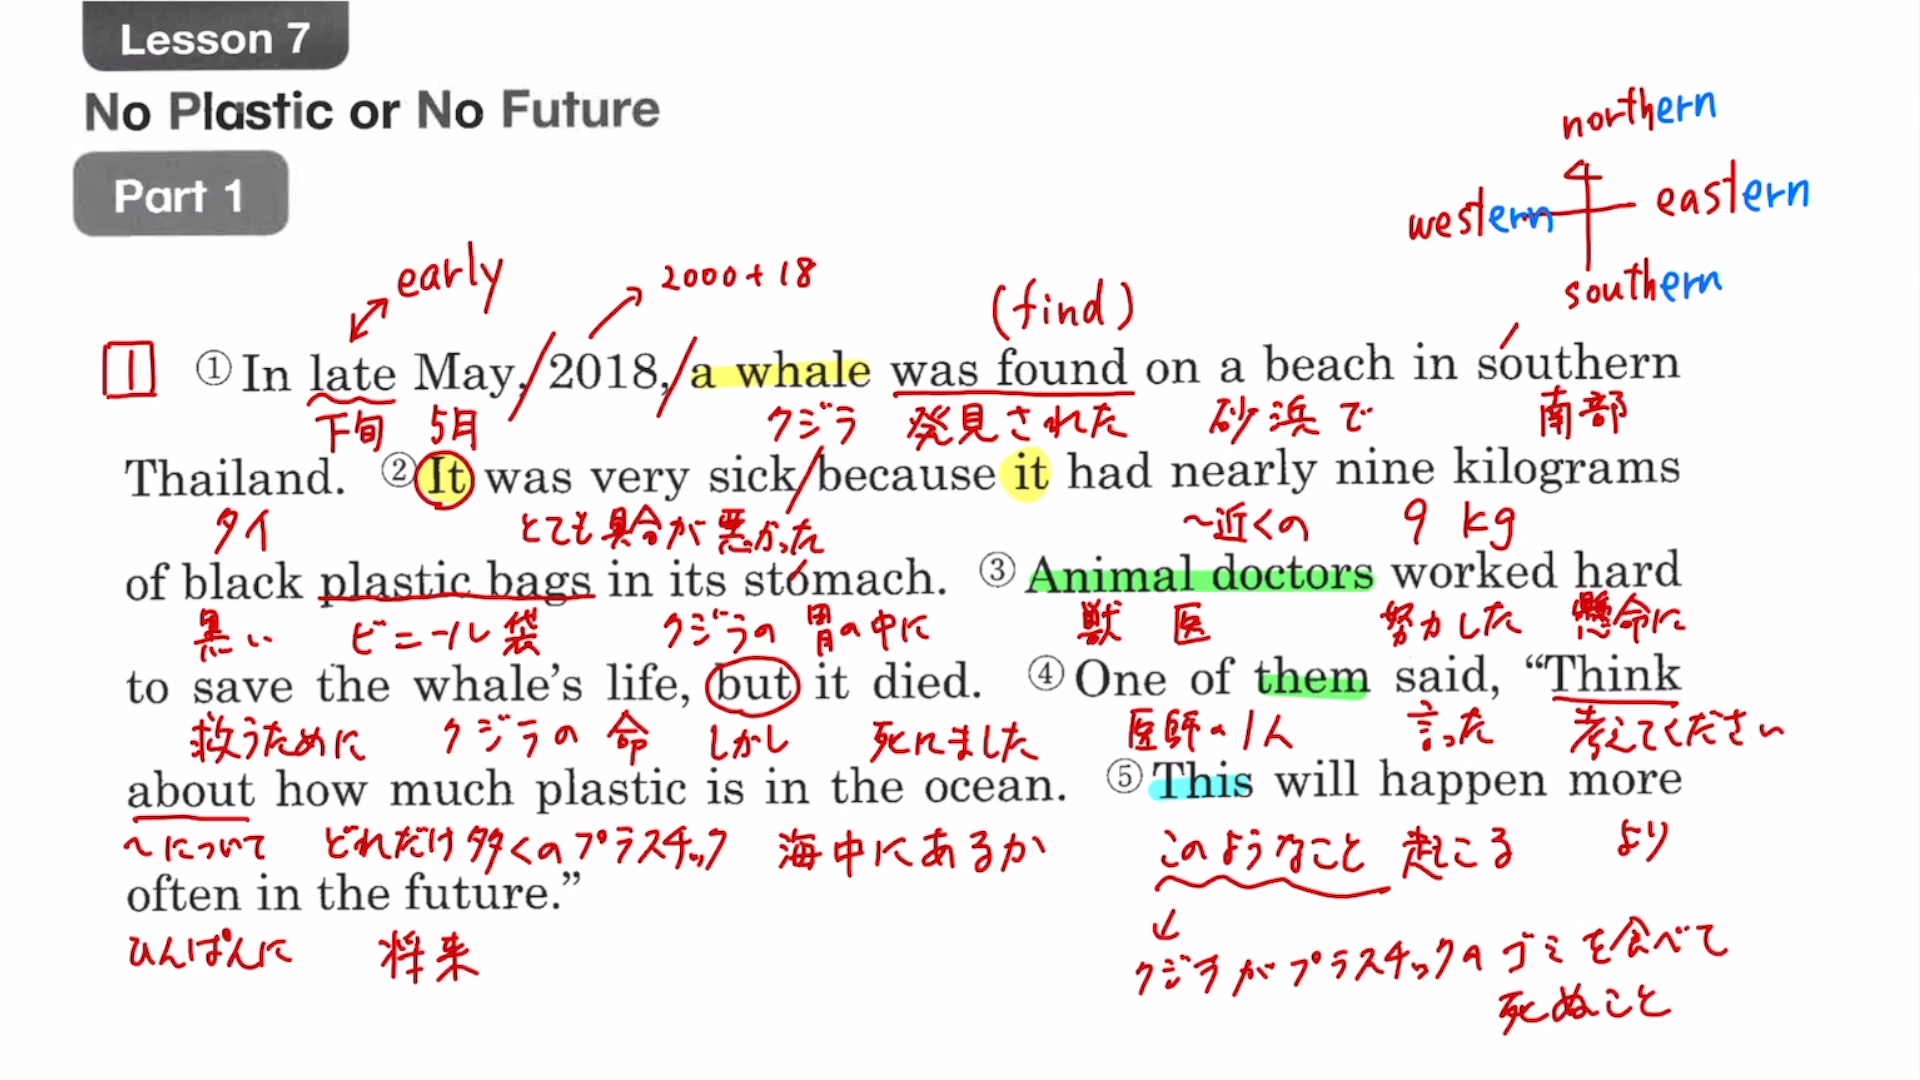 Lesson 7
No Plastic or No Future
Part 1
northern
western eastern
southern
early 2000+18 (find)
1 ①In late May, 2018, a whale was found on a beach in southern
下旬 5月 クジラ 発見された 砂浜で 南部
Thailand. ②It was very sick because it had nearly nine kilograms
タイ とても具合が悪かった 〜近くの 9 kg
of black plastic bags in its stomach. ③Animal doctors worked hard
黒い ビニール袋 クジラの胃の中に 獣医 努力した 懸命に
to save the whale’s life, but it died. ④One of them said, “Think
救うために クジラの命 しかし 死にました 医師の1人 言った 考えてください
about how much plastic is in the ocean. ⑤This will happen more
〜について どれだけ多くのプラスチック 海中にあるか このようなこと 起こる より
often in the future.”
ひんぱんに 将来
クジラがプラスチックのゴミを食べて
死ぬこと